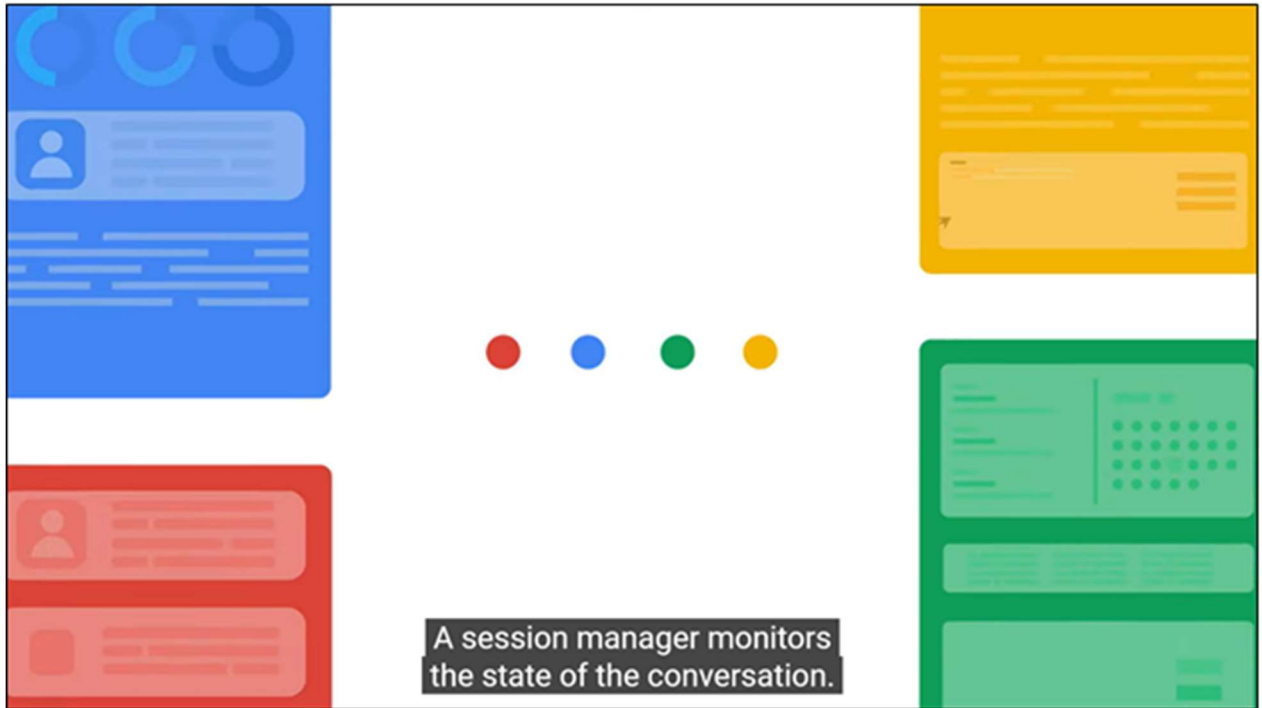 A session manager monitors
the state of the conversation.